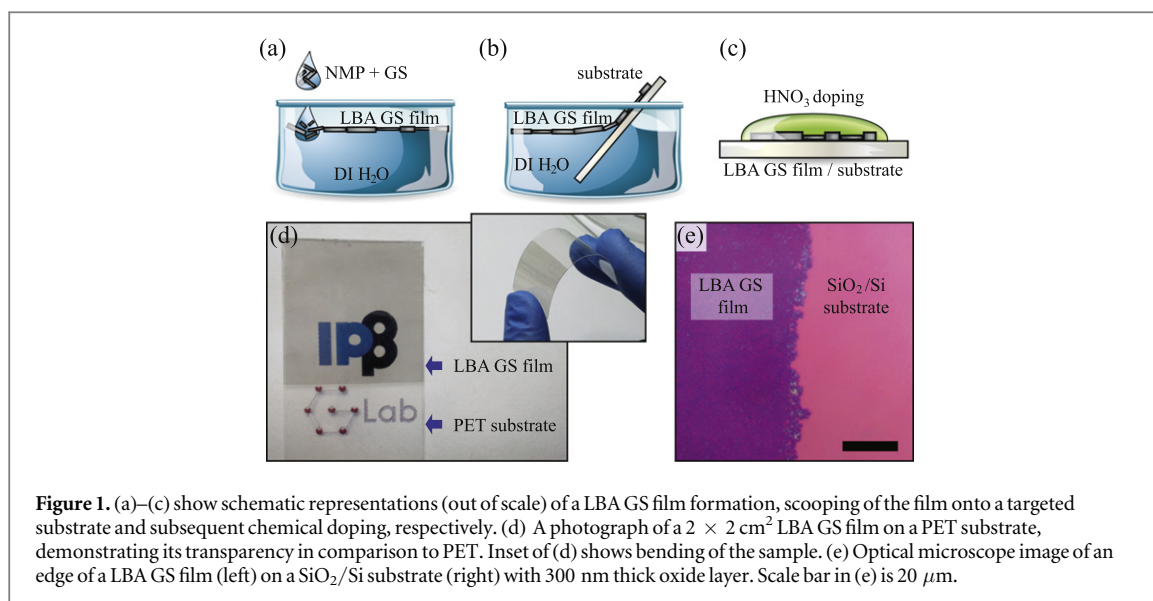 (a)
NMP + GS
LBA GS film
DI H₂O
(b)
substrate
LBA GS film
DI H₂O
(c)
HNO₃ doping
LBA GS film / substrate
(d)
IPβ
LBA GS film
Lab
PET substrate
(e)
LBA GS
film
SiO₂/Si
substrate
Figure 1. (a)–(c) show schematic representations (out of scale) of a LBA GS film formation, scooping of the film onto a targeted
substrate and subsequent chemical doping, respectively. (d) A photograph of a 2 × 2 cm² LBA GS film on a PET substrate,
demonstrating its transparency in comparison to PET. Inset of (d) shows bending of the sample. (e) Optical microscope image of an
edge of a LBA GS film (left) on a SiO₂/Si substrate (right) with 300 nm thick oxide layer. Scale bar in (e) is 20 μm.